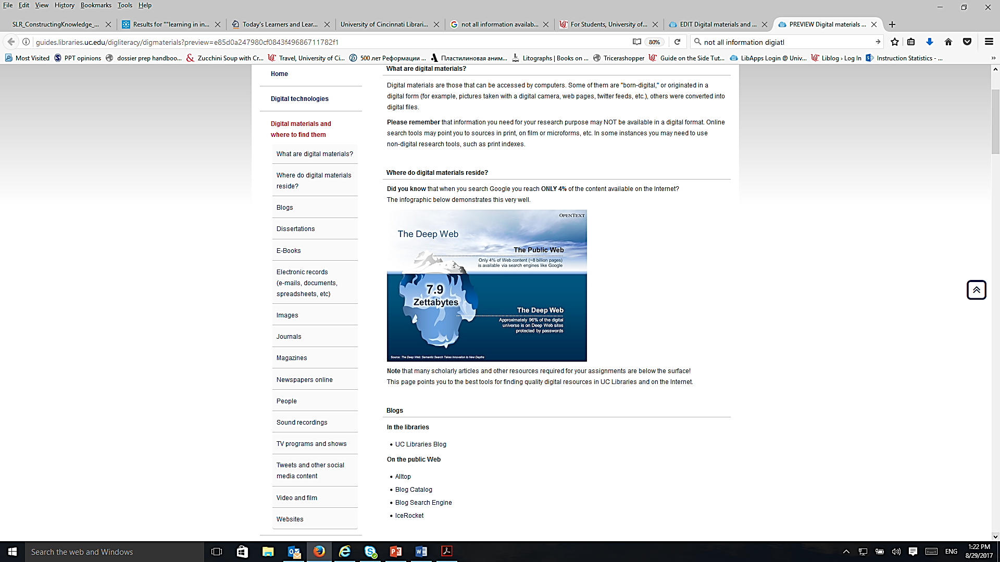 File Edit View History Bookmarks Tools Help
SLR_ConstructingKnowledge_...
Results for ""learning in in...
Today's Learners and Lear...
University of Cincinnati Librari...
not all information availab...
For Students, University of...
EDIT Digital materials and ...
PREVIEW Digital materials ...
guides.libraries.uc.edu/digliteracy/digmaterials?preview=e85d0a247980cf0843f49686711782f1
80%
not all information digiatl
Most Visited
PPT opinions
dossier prep handboo...
Zucchini Soup with Cr...
Travel, University of Ci...
500 лет Реформации ...
Пластилиновая аним...
Litographs | Books on ...
Tricerashopper
Guide on the Side Tut...
LibApps Login @ Univ...
Liblog › Log In
Instruction Statistics - ...
Home
Digital technologies
Digital materials and
where to find them
What are digital materials?
Where do digital materials
reside?
Blogs
Dissertations
E-Books
Electronic records
(e-mails, documents,
spreadsheets, etc)
Images
Journals
Magazines
Newspapers online
People
Sound recordings
TV programs and shows
Tweets and other social
media content
Video and film
Websites
What are digital materials?
Digital materials are those that can be accessed by computers. Some of them are "born-digital," or originated in a
digital form (for example, pictures taken with a digital camera, web pages, twitter feeds, etc.), others were converted into
digital files.
Please remember that information you need for your research purpose may NOT be available in a digital format. Online
search tools may point you to sources in print, on film or microforms, etc. In some instances you may need to use
non-digital research tools, such as print indexes.
Where do digital materials reside?
Did you know that when you search Google you reach ONLY 4% of the content available on the Internet?
The infographic below demonstrates this very well.
OPENTEXT
The Deep Web
The Public Web
Only 4% of Web content (~8 billion pages)
is available via search engines like Google
7.9
Zettabytes
The Deep Web
Approximately 96% of the digital
universe is on Deep Web sites
protected by passwords
Source: The Deep Web: Semantic Search Takes Innovation to New Depths
Note that many scholarly articles and other resources required for your assignments are below the surface!
This page points you to the best tools for finding quality digital resources in UC Libraries and on the Internet.
Blogs
In the libraries
• UC Libraries Blog
On the public Web
• Alltop
• Blog Catalog
• Blog Search Engine
• IceRocket
Search the web and Windows
ENG
1:22 PM
8/29/2017